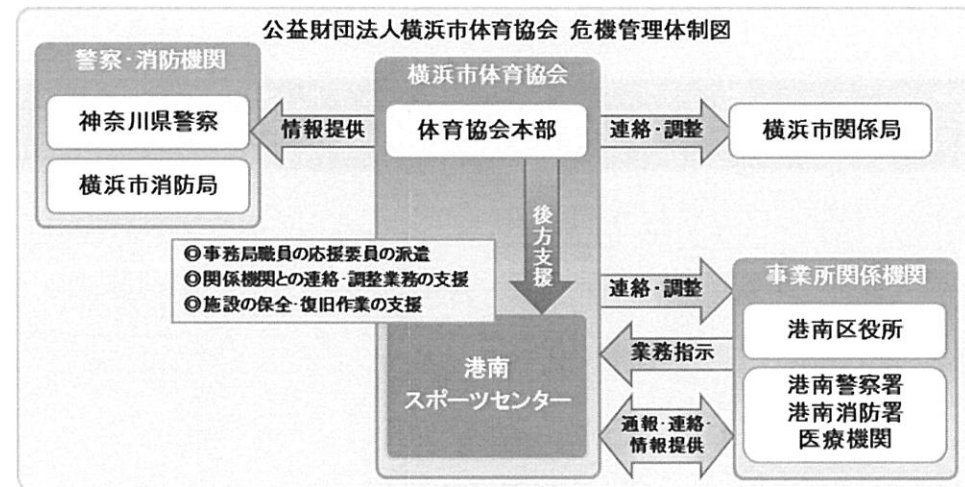 公益財団法人横浜市体育協会 危機管理体制図
警察・消防機関
神奈川県警察
横浜市消防局
情報提供
横浜市体育協会
体育協会本部
連絡・調整
横浜市関係局
後方支援
◎事務局職員の応援要員の派遣
◎関係機関との連絡・調整業務の支援
◎施設の保全・復旧作業の支援
港南
スポーツセンター
連絡・調整
業務指示
通報・連絡・
情報提供
事業所関係機関
港南区役所
港南警察署
港南消防署
医療機関